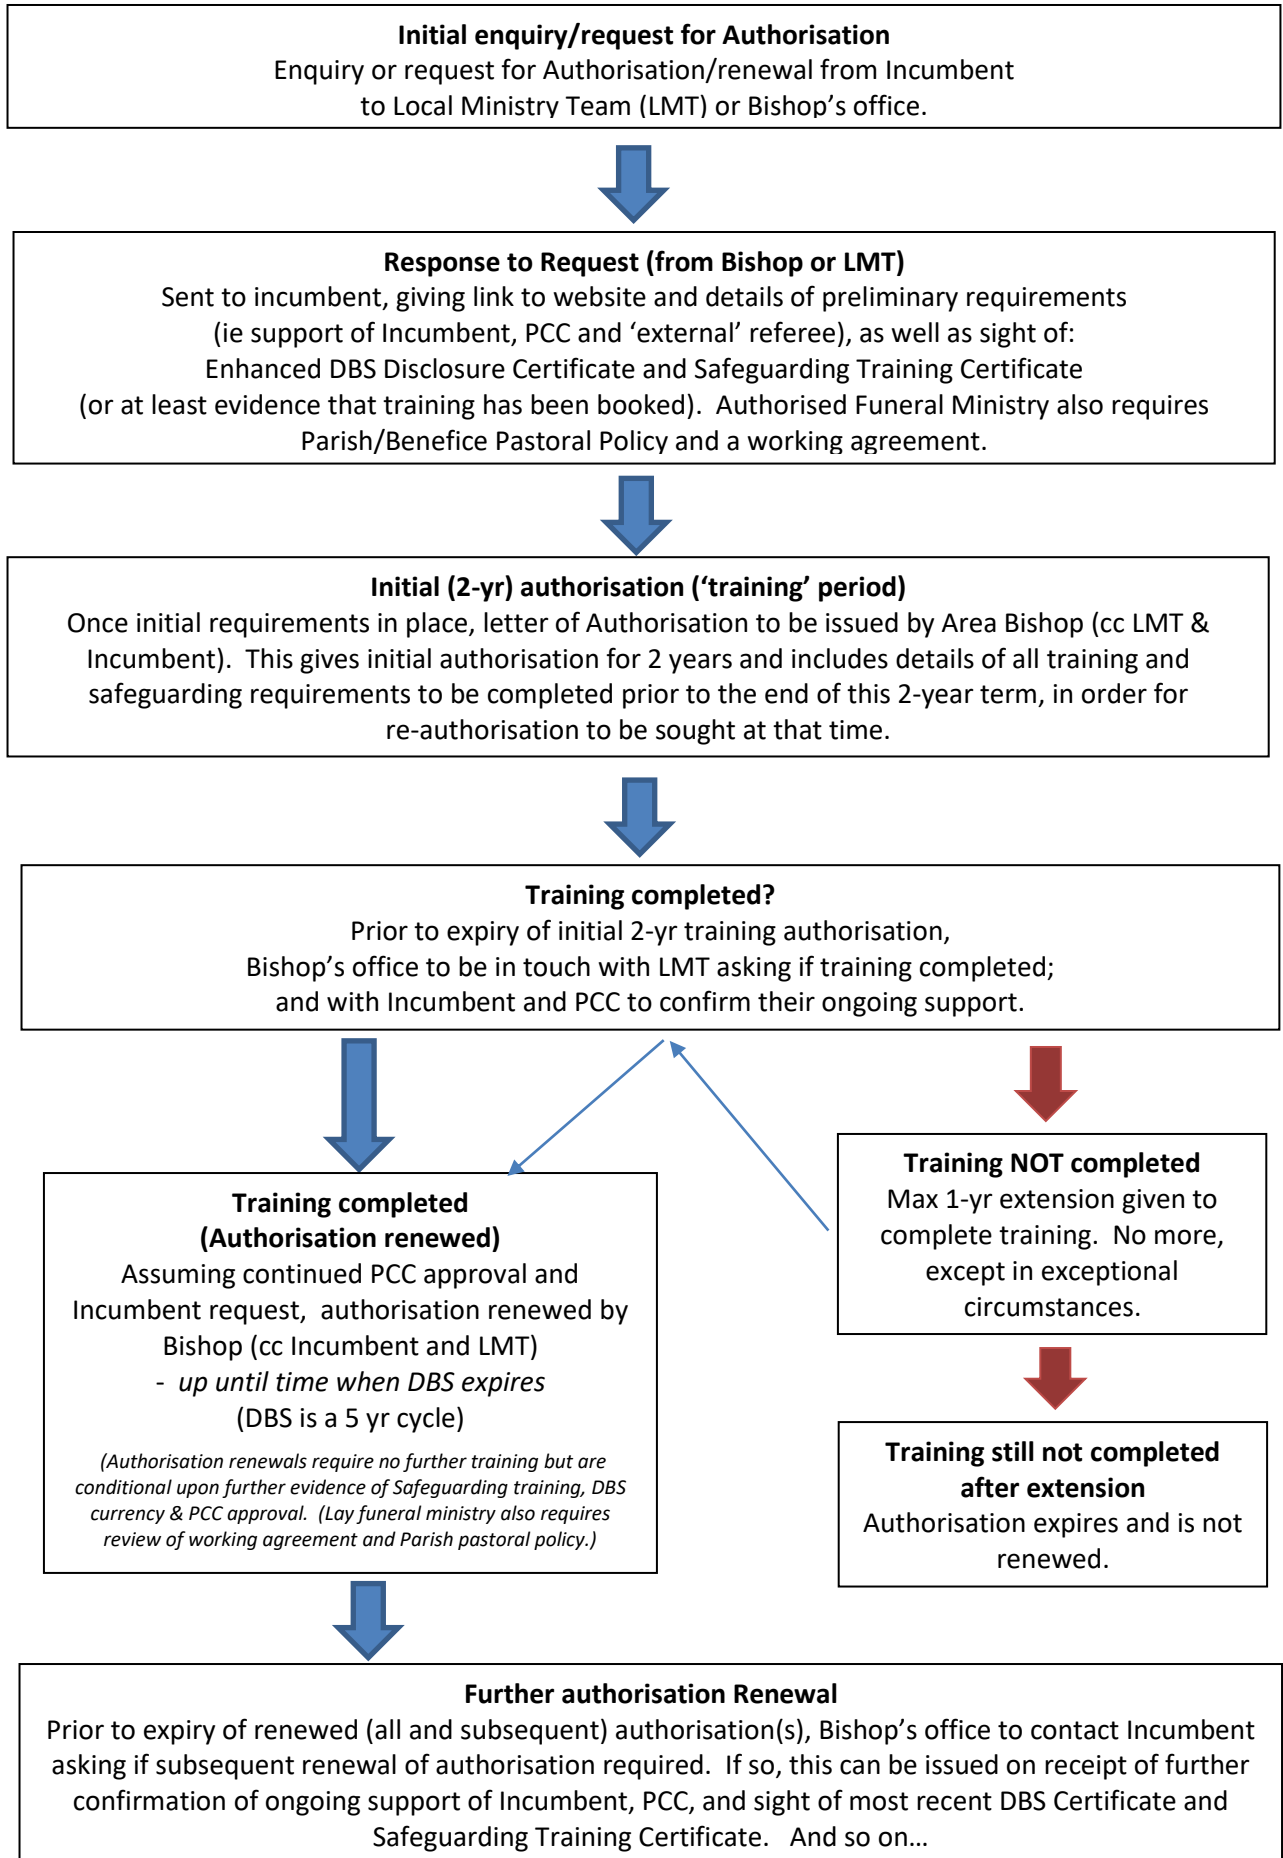 Initial enquiry/request for Authorisation
Enquiry or request for Authorisation/renewal from Incumbent
to Local Ministry Team (LMT) or Bishop’s office.
Response to Request (from Bishop or LMT)
Sent to incumbent, giving link to website and details of preliminary requirements
(ie support of Incumbent, PCC and ‘external’ referee), as well as sight of:
Enhanced DBS Disclosure Certificate and Safeguarding Training Certificate
(or at least evidence that training has been booked).  Authorised Funeral Ministry also requires
Parish/Benefice Pastoral Policy and a working agreement.
Initial (2-yr) authorisation (‘training’ period)
Once initial requirements in place, letter of Authorisation to be issued by Area Bishop (cc LMT &
Incumbent).  This gives initial authorisation for 2 years and includes details of all training and
safeguarding requirements to be completed prior to the end of this 2-year term, in order for
re-authorisation to be sought at that time.
Training completed?
Prior to expiry of initial 2-yr training authorisation,
Bishop’s office to be in touch with LMT asking if training completed;
and with Incumbent and PCC to confirm their ongoing support.
Training completed
(Authorisation renewed)
Assuming continued PCC approval and
Incumbent request,  authorisation renewed by
Bishop (cc Incumbent and LMT)
- up until time when DBS expires
(DBS is a 5 yr cycle)
(Authorisation renewals require no further training but are
conditional upon further evidence of Safeguarding training, DBS
currency & PCC approval.  (Lay funeral ministry also requires
review of working agreement and Parish pastoral policy.)
Training NOT completed
Max 1-yr extension given to
complete training.  No more,
except in exceptional
circumstances.
Training still not completed
after extension
Authorisation expires and is not
renewed.
Further authorisation Renewal
Prior to expiry of renewed (all and subsequent) authorisation(s), Bishop’s office to contact Incumbent
asking if subsequent renewal of authorisation required.  If so, this can be issued on receipt of further
confirmation of ongoing support of Incumbent, PCC, and sight of most recent DBS Certificate and
Safeguarding Training Certificate.   And so on…